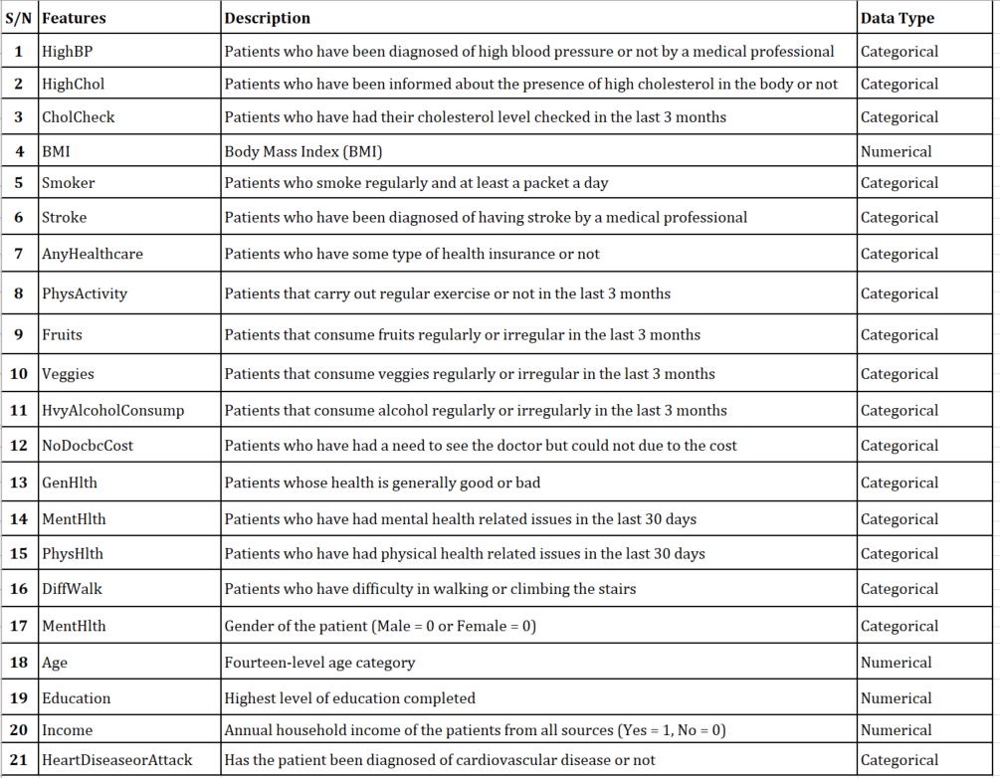 S/N Features Description Data Type
1 HighBP Patients who have been diagnosed of high blood pressure or not by a medical professional Categorical
2 HighChol Patients who have been informed about the presence of high cholesterol in the body or not Categorical
3 CholCheck Patients who have had their cholesterol level checked in the last 3 months Categorical
4 BMI Body Mass Index (BMI) Numerical
5 Smoker Patients who smoke regularly and at least a packet a day Categorical
6 Stroke Patients who have been diagnosed of having stroke by a medical professional Categorical
7 AnyHealthcare Patients who have some type of health insurance or not Categorical
8 PhysActivity Patients that carry out regular exercise or not in the last 3 months Categorical
9 Fruits Patients that consume fruits regularly or irregular in the last 3 months Categorical
10 Veggies Patients that consume veggies regularly or irregular in the last 3 months Categorical
11 HvyAlcoholConsump Patients that consume alcohol regularly or irregularly in the last 3 months Categorical
12 NoDocbcCost Patients who have had a need to see the doctor but could not due to the cost Categorical
13 GenHlth Patients whose health is generally good or bad Categorical
14 MentHlth Patients who have had mental health related issues in the last 30 days Categorical
15 PhysHlth Patients who have had physical health related issues in the last 30 days Categorical
16 DiffWalk Patients who have difficulty in walking or climbing the stairs Categorical
17 MentHlth Gender of the patient (Male = 0 or Female = 0) Categorical
18 Age Fourteen-level age category Numerical
19 Education Highest level of education completed Numerical
20 Income Annual household income of the patients from all sources (Yes = 1, No = 0) Numerical
21 HeartDiseaseorAttack Has the patient been diagnosed of cardiovascular disease or not Categorical